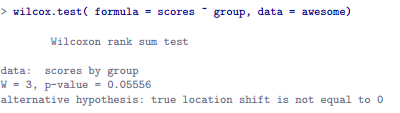 > wilcox.test( formula = scores ~ group, data = awesome)
Wilcoxon rank sum test
data: scores by group
W = 3, p-value = 0.05556
alternative hypothesis: true location shift is not equal to 0